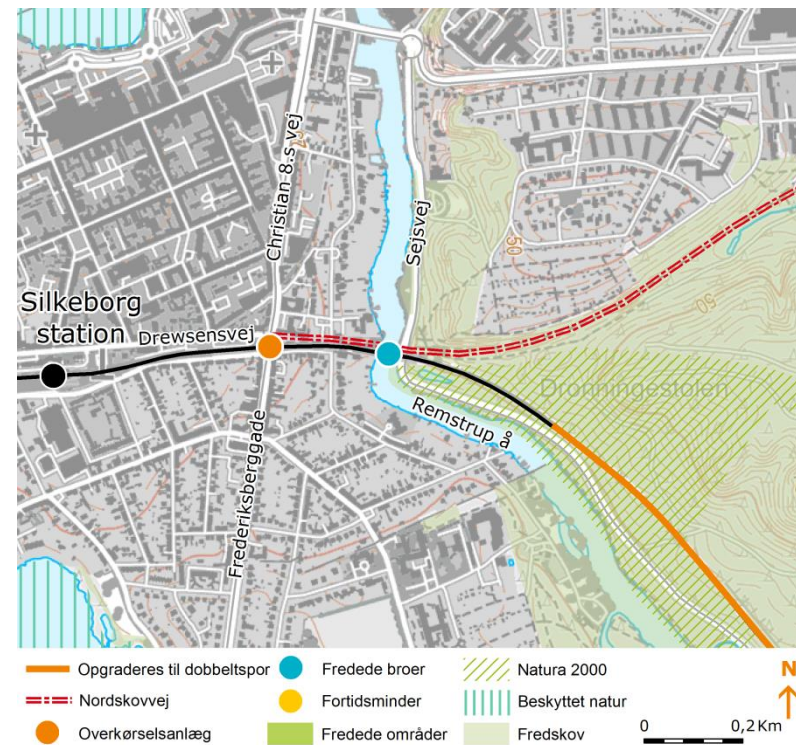 Christian 8.s vej
Sejsvej
50
50
Silkeborg
station
Drewsensvej
Dronningestolen
Remstrup å
Frederiksberggade
Opgraderes til dobbeltspor
Nordskovvej
Overkørselsanlæg
Fredede broer
Fortidsminder
Fredede områder
Natura 2000
Beskyttet natur
Fredskov
N
0
0,2 Km